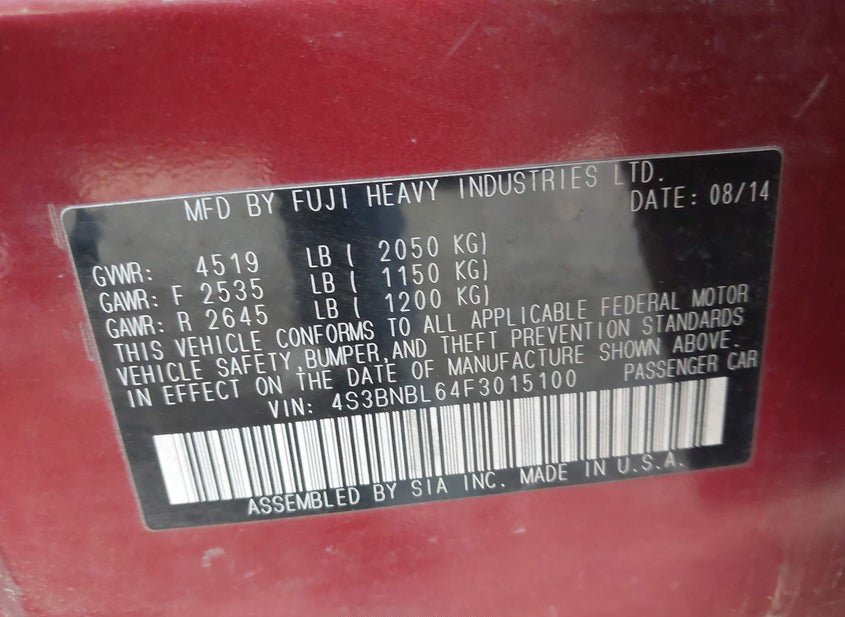 MFD BY FUJI HEAVY INDUSTRIES LTD.
DATE: 08/14
GVWR: 4519 LB ( 2050 KG)
GAWR: F 2535 LB ( 1150 KG)
GAWR: R 2645 LB ( 1200 KG)
THIS VEHICLE CONFORMS TO ALL APPLICABLE FEDERAL MOTOR
VEHICLE SAFETY,BUMPER,AND THEFT PREVENTION STANDARDS
IN EFFECT ON THE DATE OF MANUFACTURE SHOWN ABOVE.
VIN: 4S3BNBL64F3015100 PASSENGER CAR
ASSEMBLED BY SIA INC. MADE IN U.S.A.